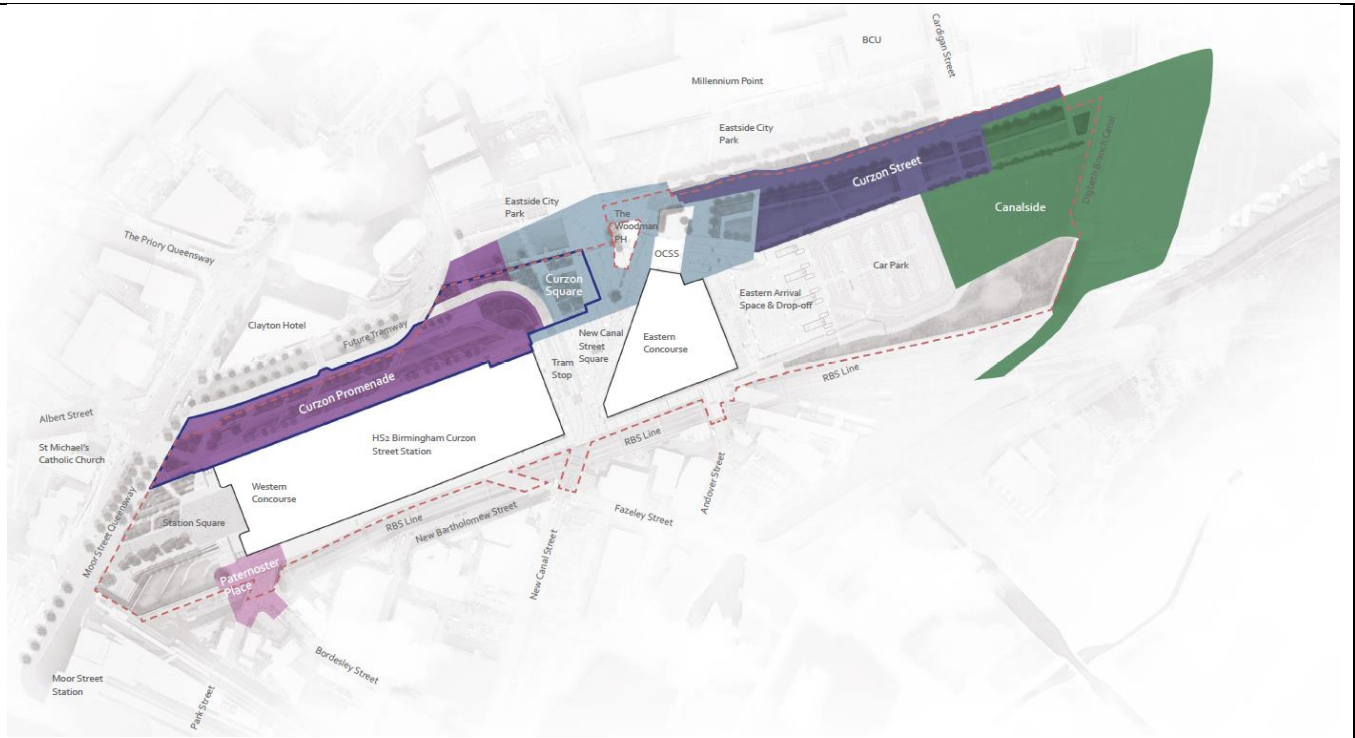 BCU
Cardigan Street
Millennium Point
Eastside City
Park
Curzon Street
Digbeth Branch Canal
Canalside
Eastside City
Park
The
Woodman
PH
OCSS
The Priory Queensway
Curzon
Square
Car Park
Eastern Arrival
Space & Drop-off
Clayton Hotel
Future Tramway
New Canal
Street
Square
Eastern
Concourse
Tram
Stop
RBS Line
Curzon Promenade
Albert Street
St Michael's
Catholic Church
HS2 Birmingham Curzon
Street Station
RBS Line
Andover Street
Western
Concourse
Fazeley Street
Station Square
RBS Line
New Bartholomew Street
Moor Street Queensway
New Canal Street
Paternoster
Place
Bordesley Street
Moor Street
Station
Park Street